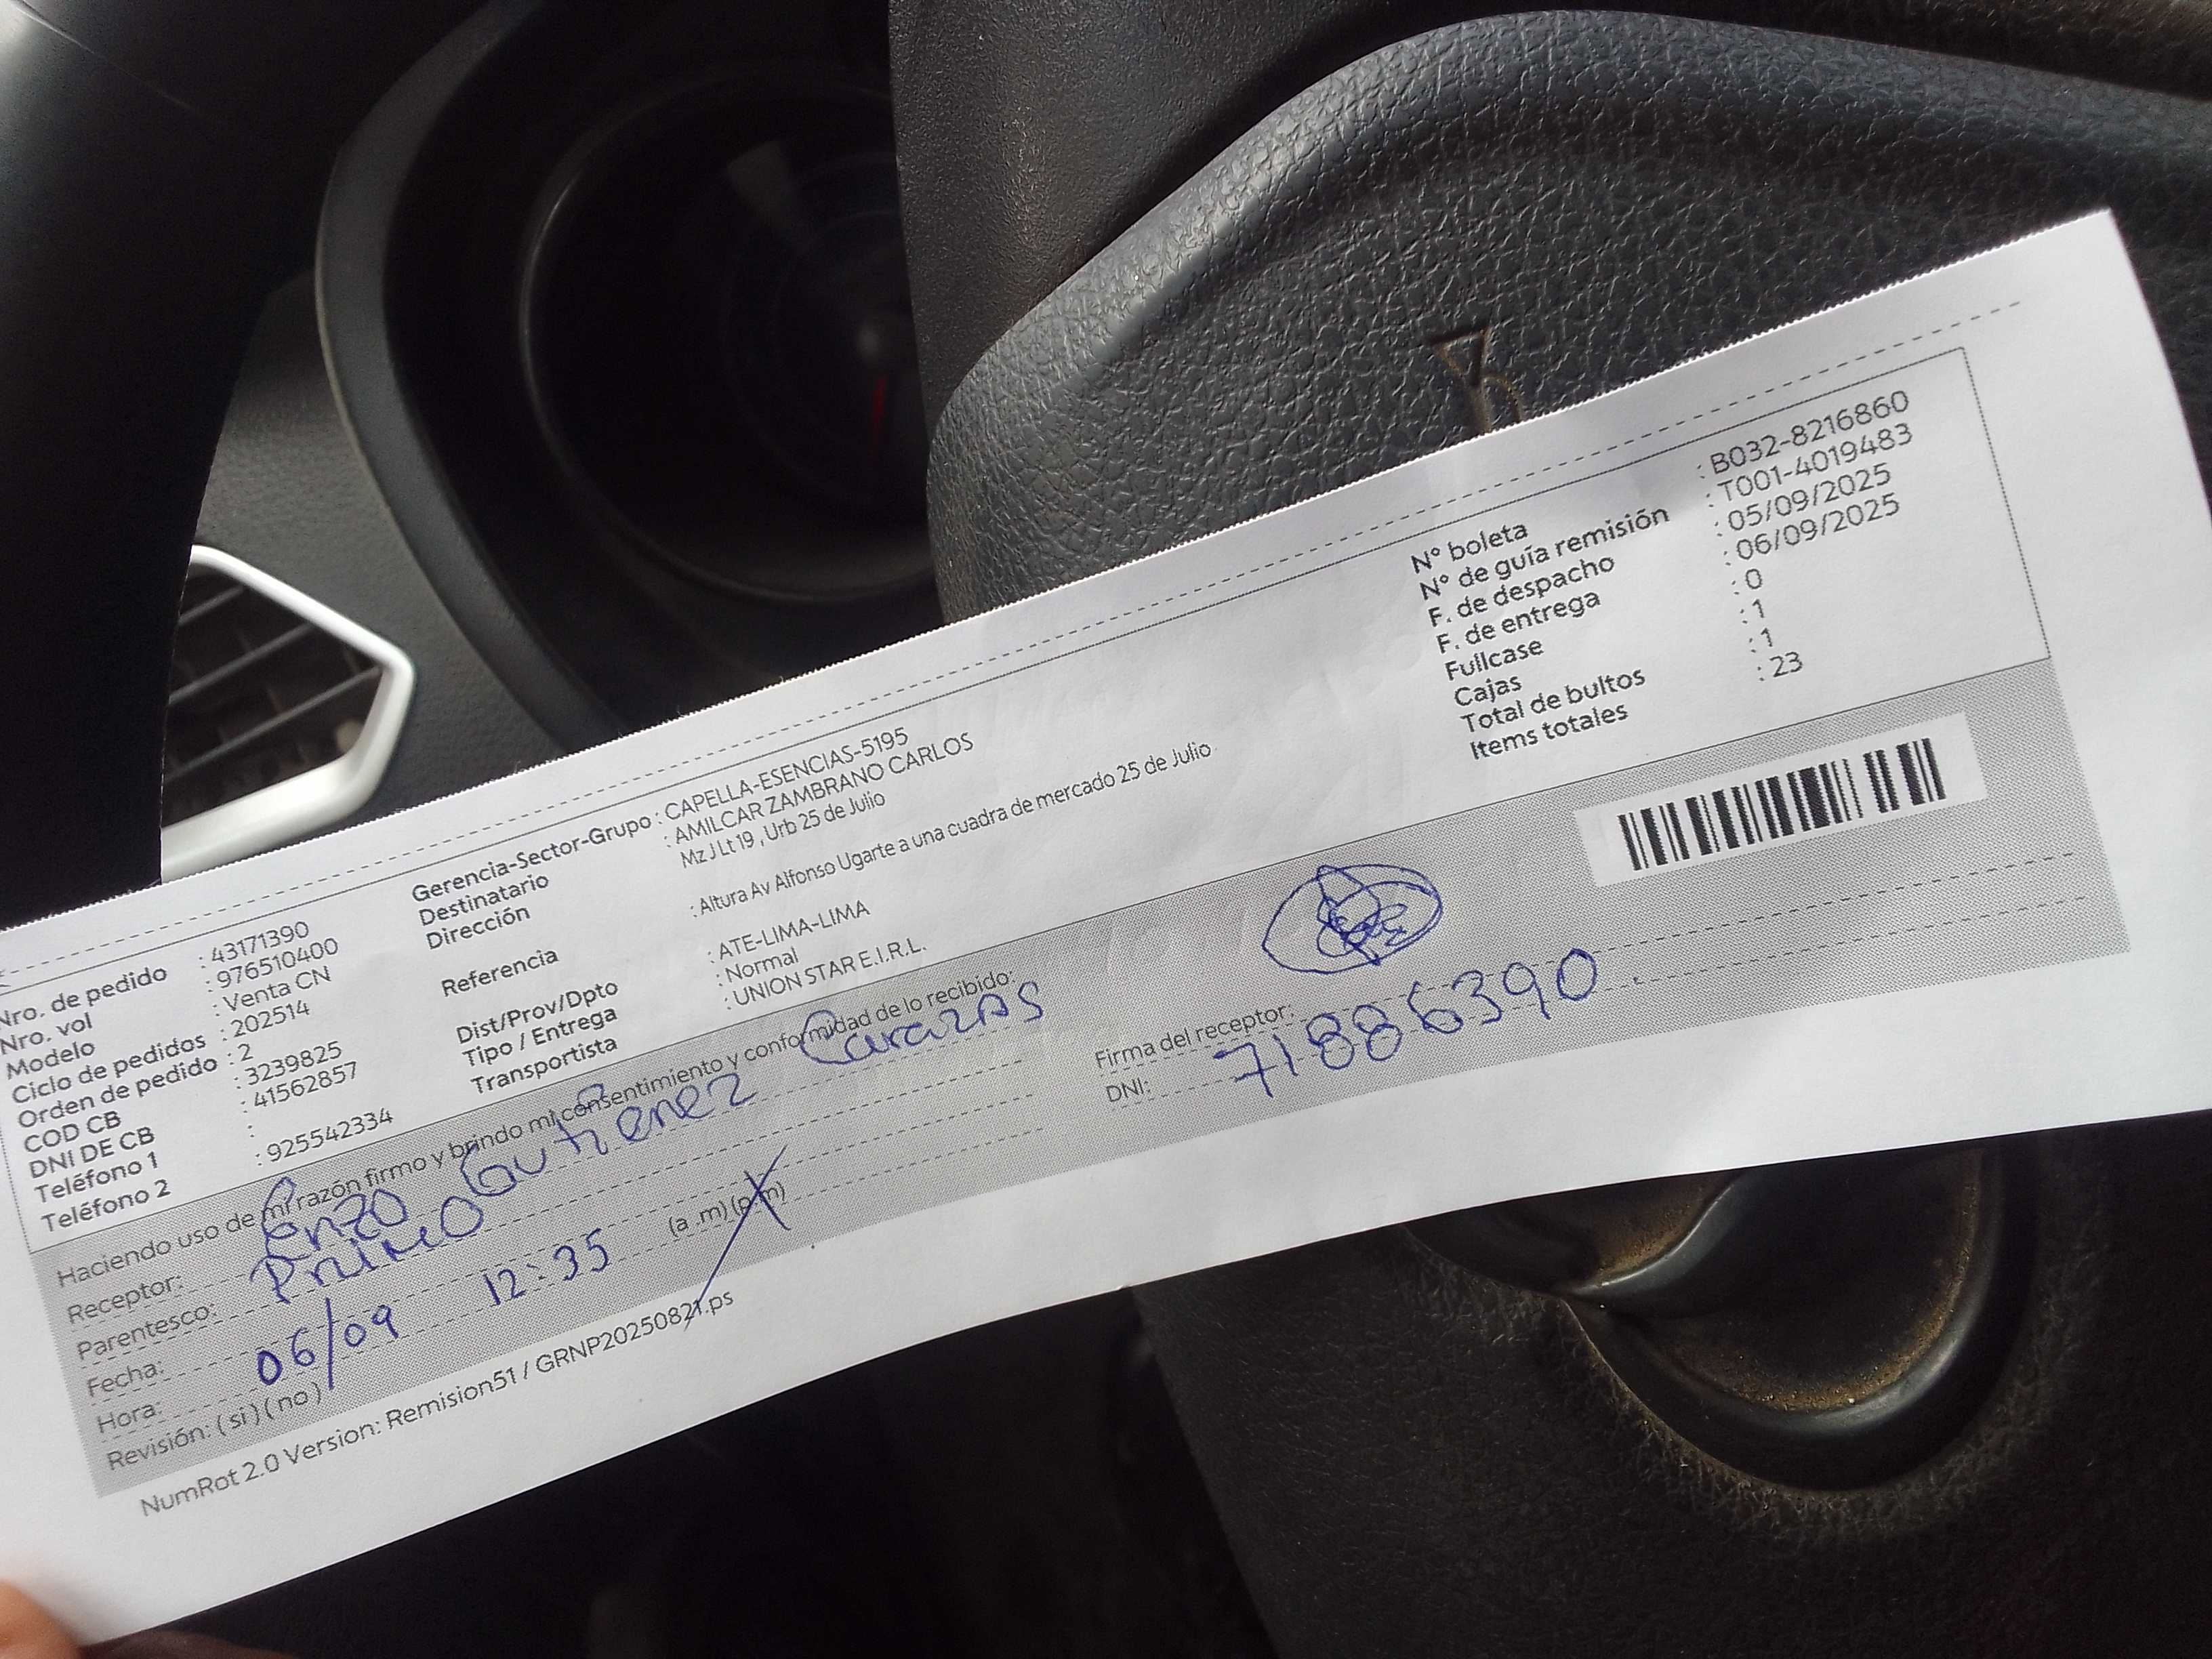 Nro. de pedido : 43171390
Nro. vol : 976510400
Modelo : Venta CN
Ciclo de pedidos : 202514
Orden de pedido : 2
COD CB : 3239825
DNI DE CB : 41562857
Teléfono 1 :
Teléfono 2 : 925542334
Gerencia-Sector-Grupo : CAPELLA-ESENCIAS-5195
Destinatario : AMILCAR ZAMBRANO CARLOS
Dirección Mz J Lt 19 , Urb 25 de Julio
Referencia : Altura Av Alfonso Ugarte a una cuadra de mercado 25 de Julio
Dist/Prov/Dpto : ATE-LIMA-LIMA
Tipo / Entrega : Normal
Transportista : UNION STAR E.I.R.L.
N° boleta : B032-8216860
N° de guía remisión : T001-4019483
F. de despacho : 05/09/2025
F. de entrega : 06/09/2025
Fullcase : 0
Cajas : 1
Total de bultos : 1
Items totales : 23
Haciendo uso de mi razón firmo y brindo mi consentimiento y conformidad de lo recibido:
Receptor: Enzo Gutierrez
Parentesco: Primo
Fecha: 06/09
Hora: 12:35 (a .m) (p.m)
Revisión: ( si ) ( no )
Firma del receptor:
DNI: 71886390
NumRot 2.0 Version: Remision51 / GRNP20250821.ps